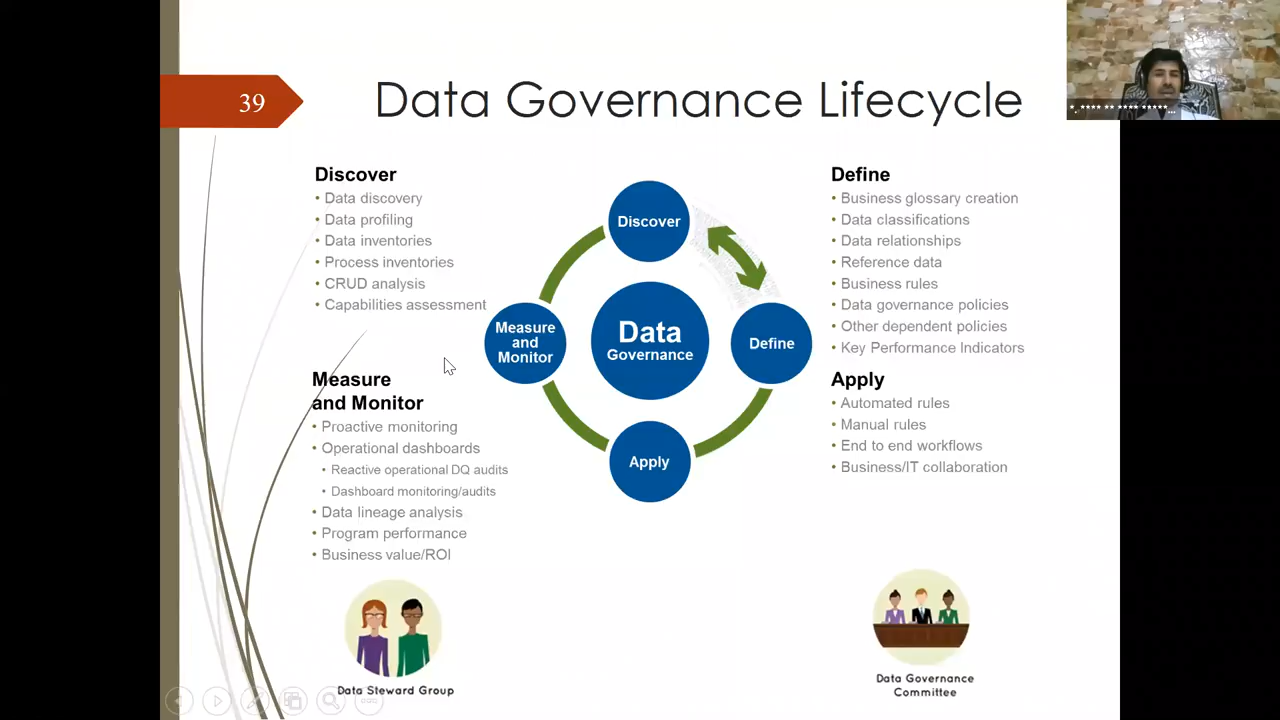 39
Data Governance Lifecycle
Discover
• Data discovery
• Data profiling
• Data inventories
• Process inventories
• CRUD analysis
• Capabilities assessment
Measure
and Monitor
• Proactive monitoring
• Operational dashboards
• Reactive operational DQ audits
• Dashboard monitoring/audits
• Data lineage analysis
• Program performance
• Business value/ROI
Discover
Measure
and
Monitor
Data
Governance
Define
Apply
Define
• Business glossary creation
• Data classifications
• Data relationships
• Reference data
• Business rules
• Data governance policies
• Other dependent policies
• Key Performance Indicators
Apply
• Automated rules
• Manual rules
• End to end workflows
• Business/IT collaboration
Data Steward Group
Data Governance
Committee